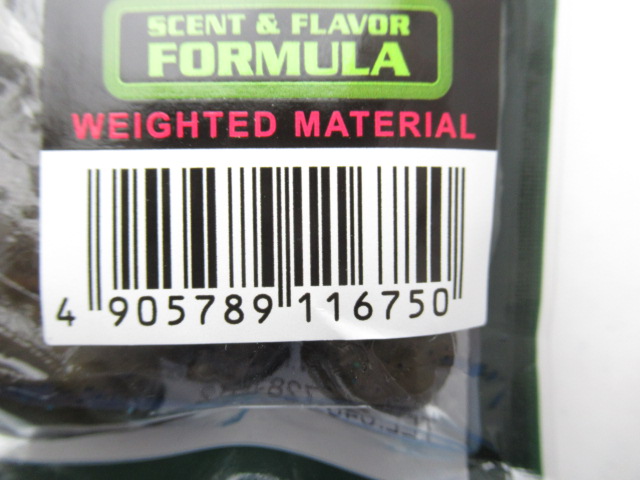 SCENT & FLAVOR
FORMULA
WEIGHTED MATERIAL
4 905789 116750